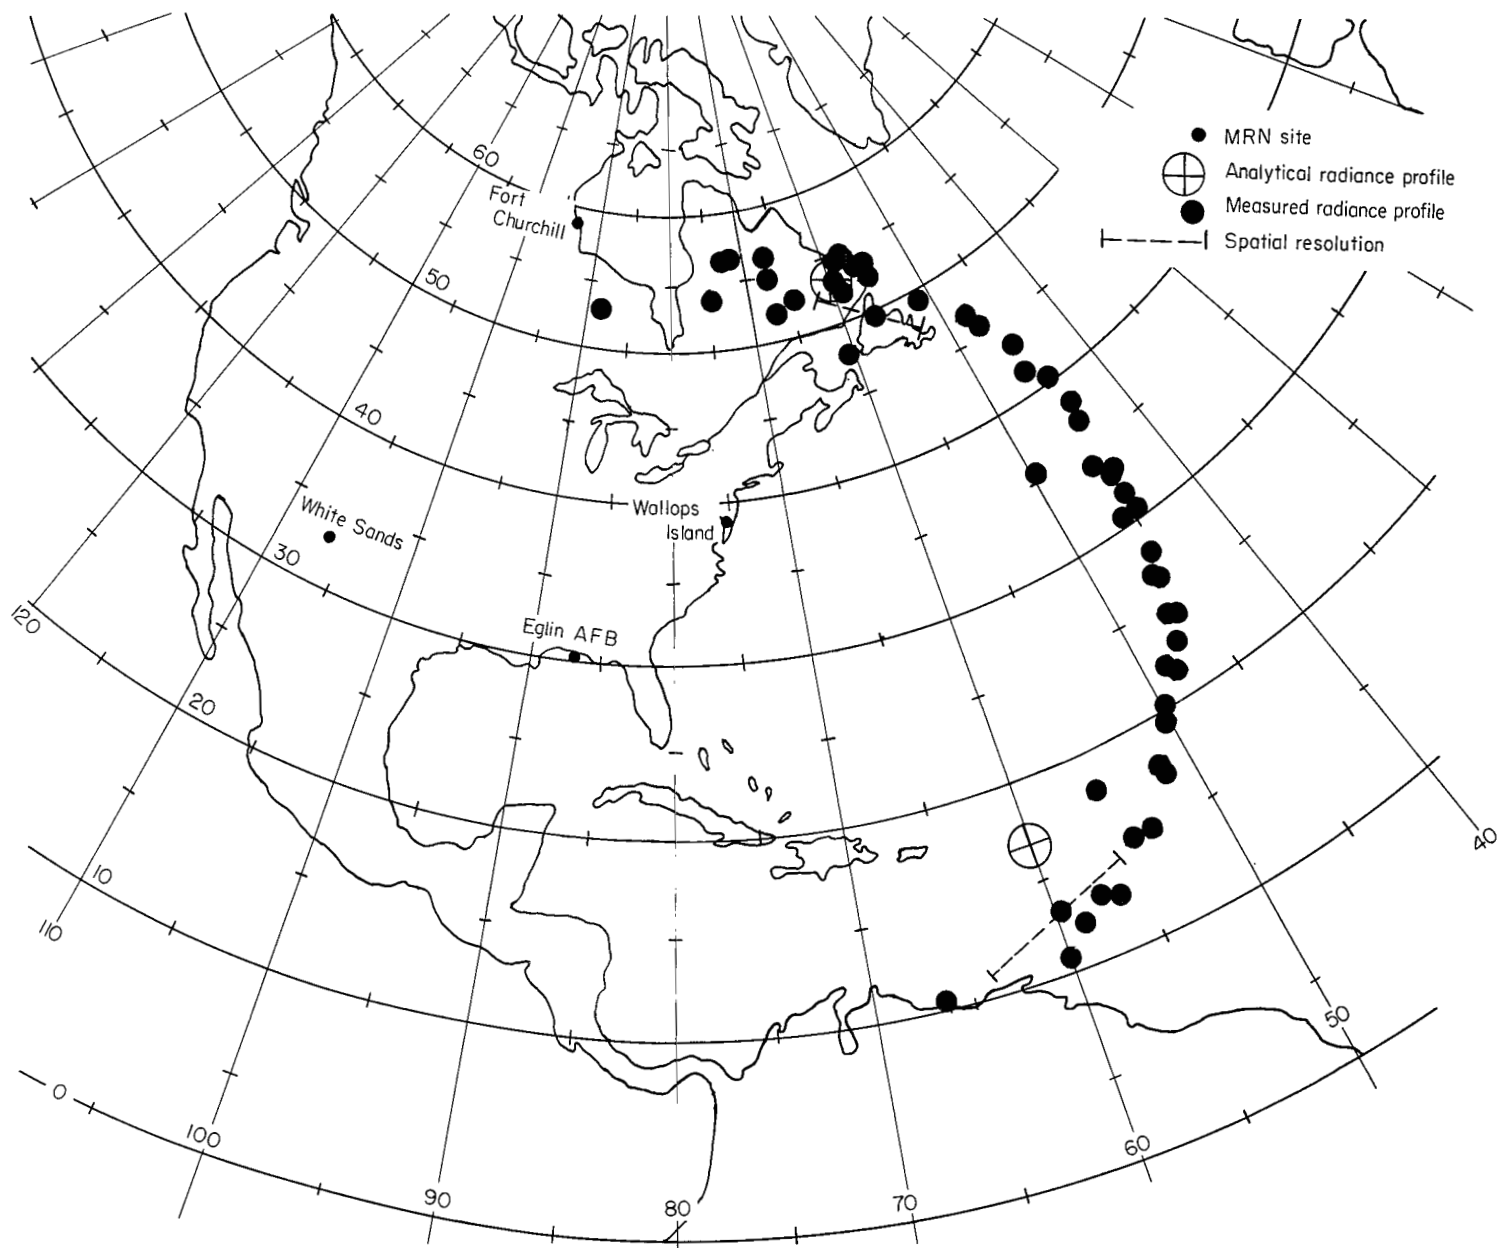 MRN site
Analytical radiance profile
Measured radiance profile
Spatial resolution
60
Fort
Churchill
50
40
White Sands
30
Wallops
Island
Eglin AFB
120
20
10
110
0
100
90
80
70
60
50
40